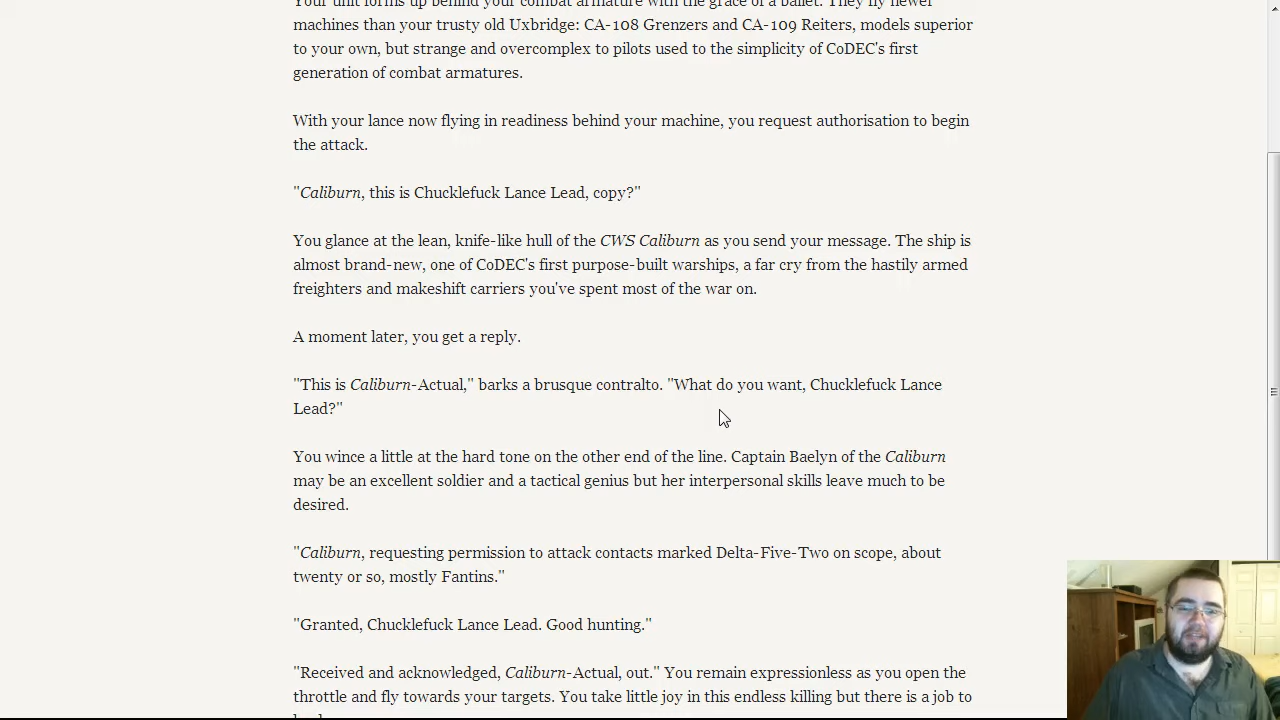 Your unit forms up behind your combat armature with the grace of a ballet. They fly newer
machines than your trusty old Uxbridge: CA-108 Grenzers and CA-109 Reiters, models superior
to your own, but strange and overcomplex to pilots used to the simplicity of CoDEC's first
generation of combat armatures.
With your lance now flying in readiness behind your machine, you request authorisation to begin
the attack.
"Caliburn, this is Chucklefuck Lance Lead, copy?"
You glance at the lean, knife-like hull of the CWS Caliburn as you send your message. The ship is
almost brand-new, one of CoDEC's first purpose-built warships, a far cry from the hastily armed
freighters and makeshift carriers you've spent most of the war on.
A moment later, you get a reply.
"This is Caliburn-Actual," barks a brusque contralto. "What do you want, Chucklefuck Lance
Lead?"
You wince a little at the hard tone on the other end of the line. Captain Baelyn of the Caliburn
may be an excellent soldier and a tactical genius but her interpersonal skills leave much to be
desired.
"Caliburn, requesting permission to attack contacts marked Delta-Five-Two on scope, about
twenty or so, mostly Fantins."
"Granted, Chucklefuck Lance Lead. Good hunting."
"Received and acknowledged, Caliburn-Actual, out." You remain expressionless as you open the
throttle and fly towards your targets. You take little joy in this endless killing but there is a job to